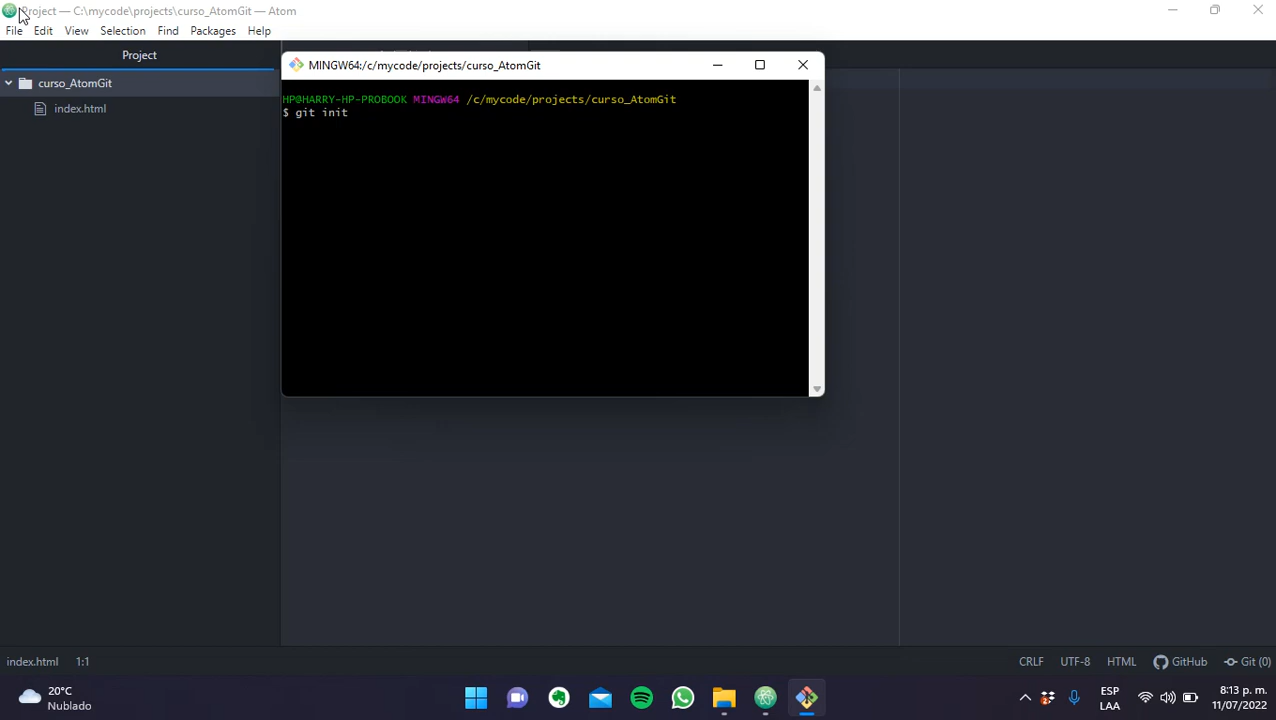 Project — C:\mycode\projects\curso_AtomGit — Atom
File Edit View Selection Find Packages Help
Project
curso_AtomGit
index.html
MINGW64:/c/mycode/projects/curso_AtomGit
HP@HARRY-HP-PROBOOK MINGW64 /c/mycode/projects/curso_AtomGit
$ git init
index.html 1:1 CRLF UTF-8 HTML GitHub Git (0)
20°C
Nublado
ESP
LAA
8:13 p. m.
11/07/2022